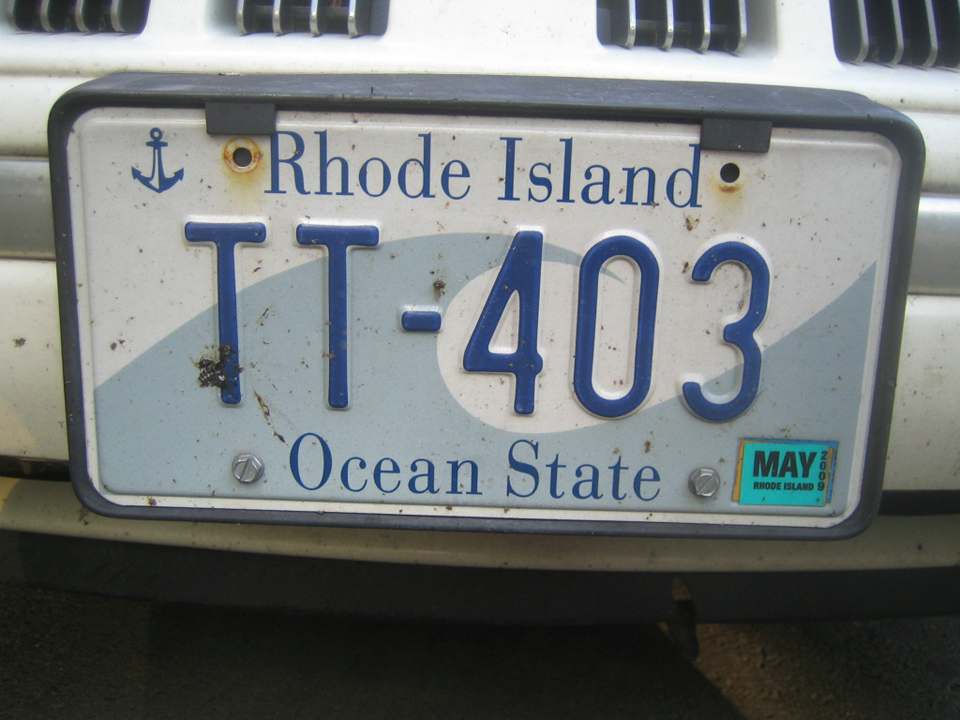 Rhode Island
TT-403
Ocean State
MAY 2009
RHODE ISLAND